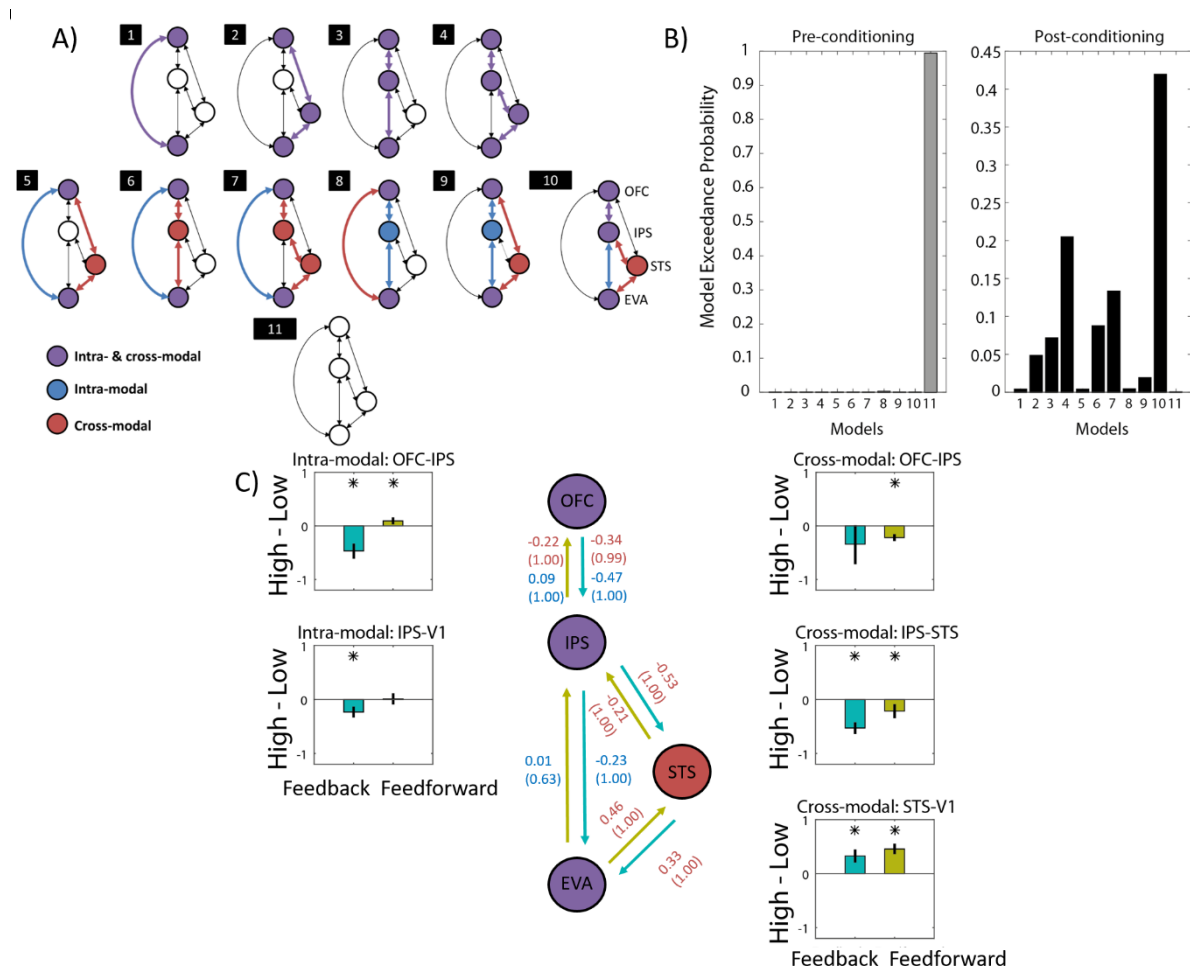 A)
1
2
3
4
5
6
7
8
9
10
OFC
IPS
STS
EVA
11
Intra- & cross-modal
Intra-modal
Cross-modal
B)
Pre-conditioning
Model Exceedance Probability
1
0.9
0.8
0.7
0.6
0.5
0.4
0.3
0.2
0.1
0
1 2 3 4 5 6 7 8 9 10 11
Models
Post-conditioning
0.45
0.4
0.35
0.3
0.25
0.2
0.15
0.1
0.05
0
1 2 3 4 5 6 7 8 9 10 11
Models
C)
Intra-modal: OFC-IPS
High - Low
1
0
-1
* *
Intra-modal: IPS-V1
High - Low
1
0
-1
*
Feedback Feedforward
OFC
-0.22
(1.00)
0.09
(1.00)
-0.34
(0.99)
-0.47
(1.00)
IPS
-0.53
(1.00)
-0.21
(1.00)
STS
0.01
(0.63)
-0.23
(1.00)
0.46
(1.00)
0.33
(1.00)
EVA
Cross-modal: OFC-IPS
High - Low
1
0
-1
*
Cross-modal: IPS-STS
High - Low
1
0
-1
* *
Cross-modal: STS-V1
High - Low
1
0
-1
* *
Feedback Feedforward